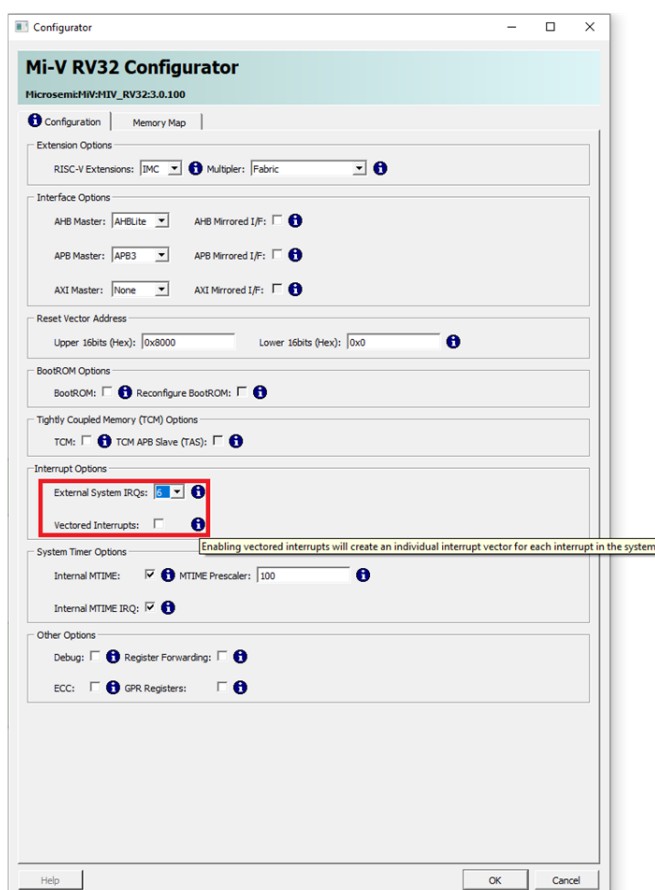 Configurator
Mi-V RV32 Configurator
Microsemi:MiV:MIV_RV32:3.0.100
Configuration Memory Map
Extension Options
RISC-V Extensions: IMC Multipler: Fabric
Interface Options
AHB Master: AHBLite AHB Mirrored I/F:
APB Master: APB3 APB Mirrored I/F:
AXI Master: None AXI Mirrored I/F:
Reset Vector Address
Upper 16bits (Hex): 0x8000 Lower 16bits (Hex): 0x0
BootROM Options
BootROM: Reconfigure BootROM:
Tightly Coupled Memory (TCM) Options
TCM: TCM APB Slave (TAS):
Interrupt Options
External System IRQs: 6
Vectored Interrupts:
Enabling vectored interrupts will create an individual interrupt vector for each interrupt in the system
System Timer Options
Internal MTIME: MTIME Prescaler: 100
Internal MTIME IRQ:
Other Options
Debug: Register Forwarding:
ECC: GPR Registers:
Help OK Cancel